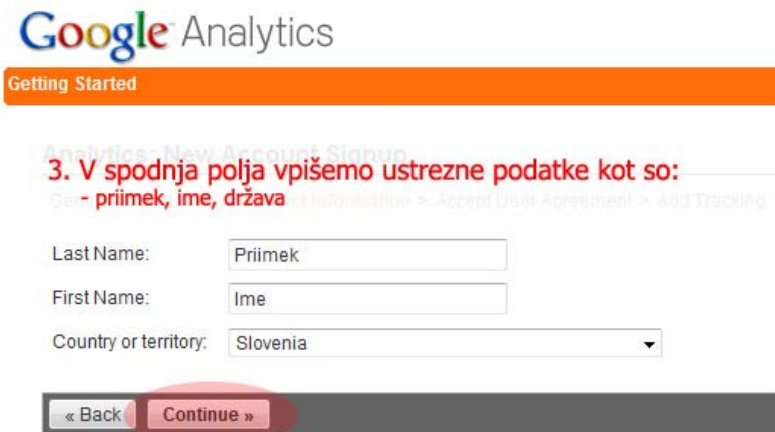 Google Analytics
Getting Started
Analytics: New Account Signup
3. V spodnja polja vpišemo ustrezne podatke kot so:
- priimek, ime, država
Information > Accept User Agreement > Add Tracking
Last Name: Priimek
First Name: Ime
Country or territory: Slovenia
« Back Continue »